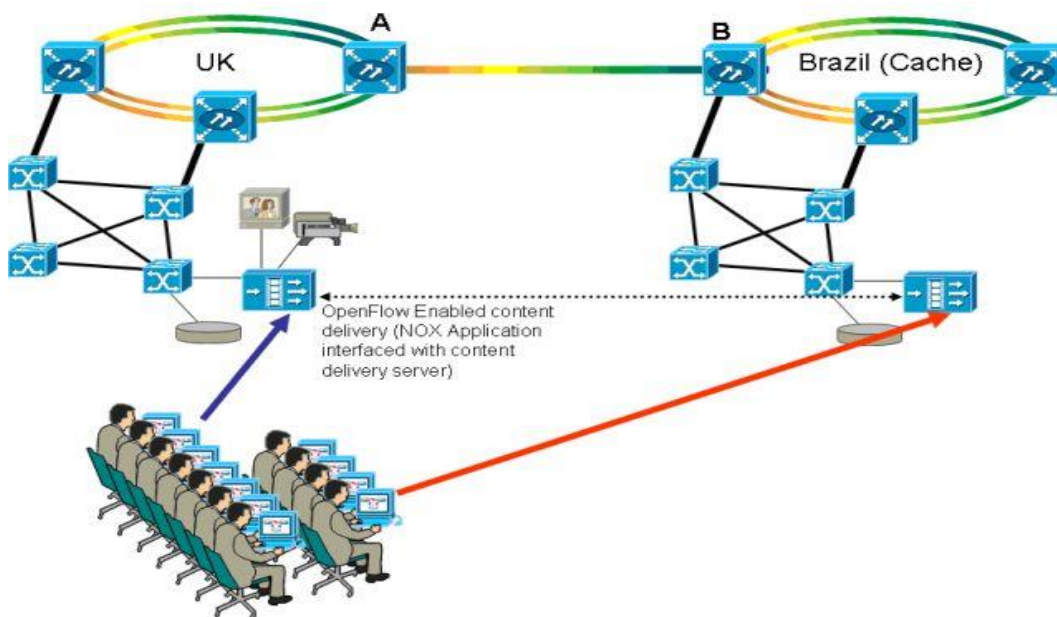 A
B
UK
Brazil (Cache)
OpenFlow Enabled content
delivery (NOX Application
interfaced with content
delivery server)